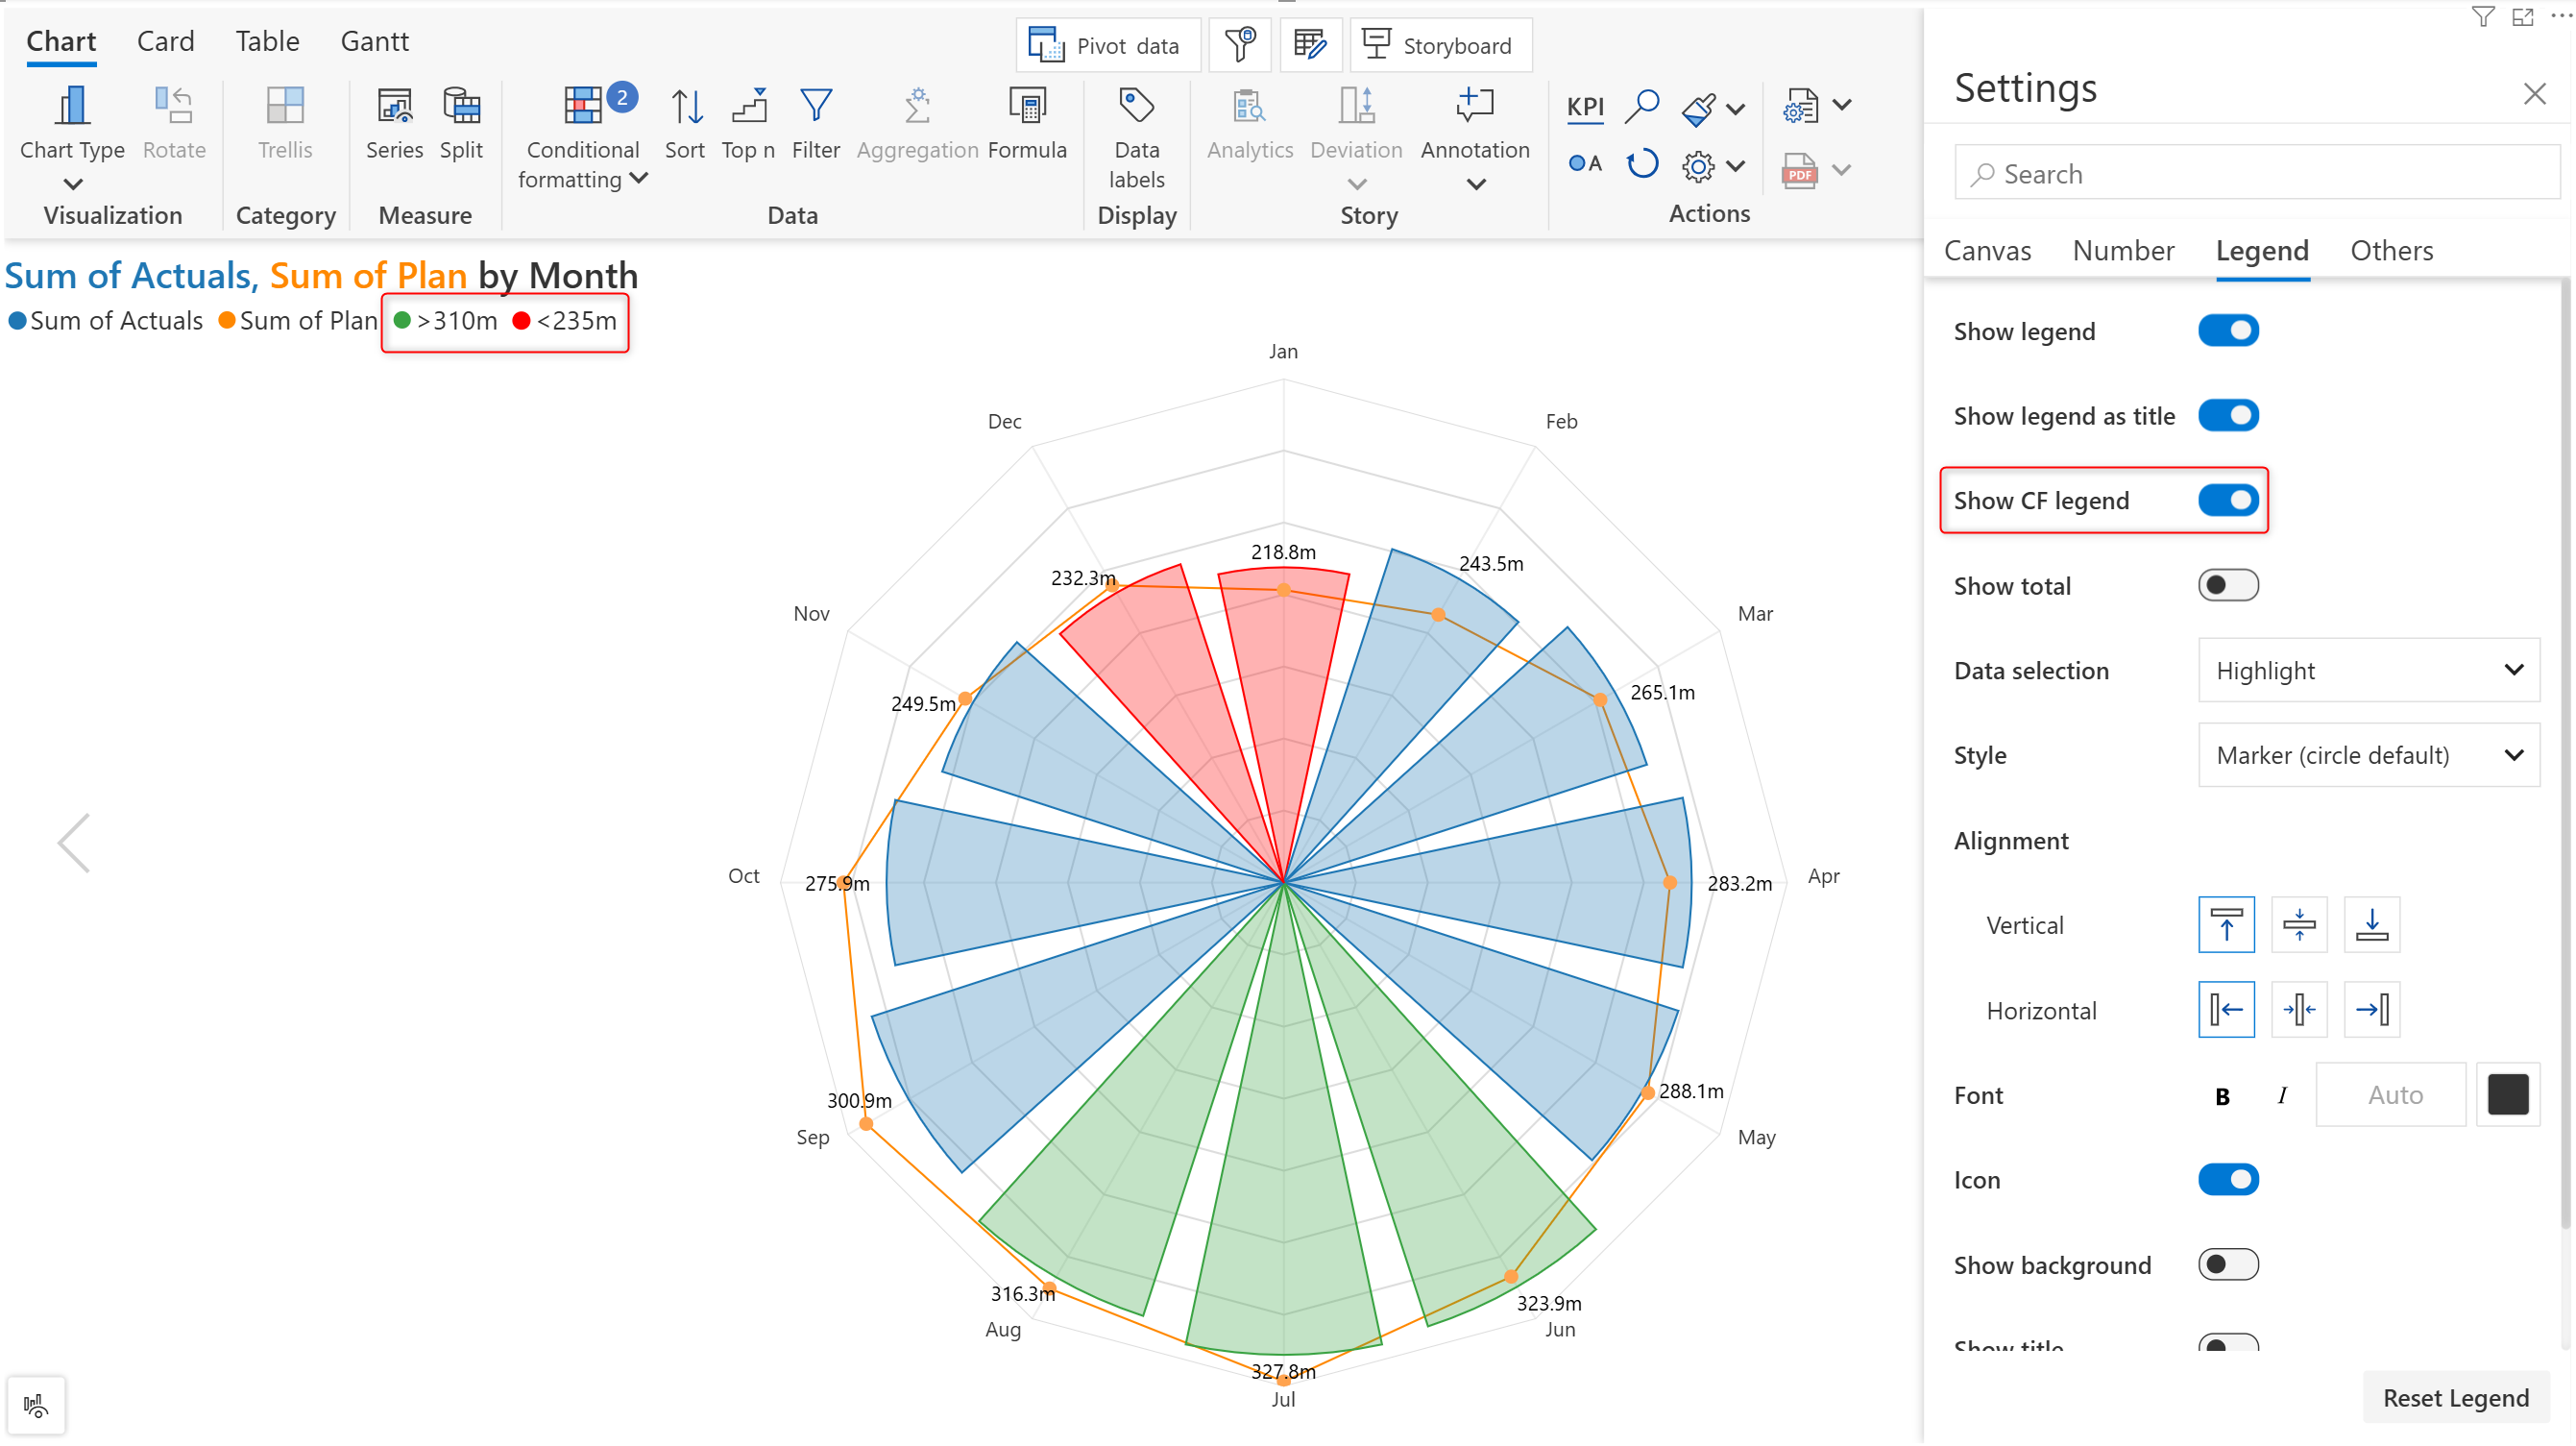 Chart Card Table Gantt
Pivot data
Storyboard
Chart Type
Rotate
Trellis
Series
Split
2
Conditional
formatting
Sort
Top n
Filter
Aggregation
Formula
Data
labels
Analytics
Deviation
Annotation
KPI
A
PDF
Visualization
Category
Measure
Data
Display
Story
Actions
Sum of Actuals, Sum of Plan by Month
Sum of Actuals Sum of Plan >310m <235m
Jan
Feb
Mar
Apr
May
Jun
Jul
Aug
Sep
Oct
Nov
Dec
218.8m
243.5m
265.1m
283.2m
288.1m
323.9m
327.8m
316.3m
300.9m
275.9m
249.5m
232.3m
Settings
Search
Canvas Number Legend Others
Show legend
Show legend as title
Show CF legend
Show total
Data selection Highlight
Style Marker (circle default)
Alignment
Vertical
Horizontal
Font B I Auto
Icon
Show background
Show title
Reset Legend